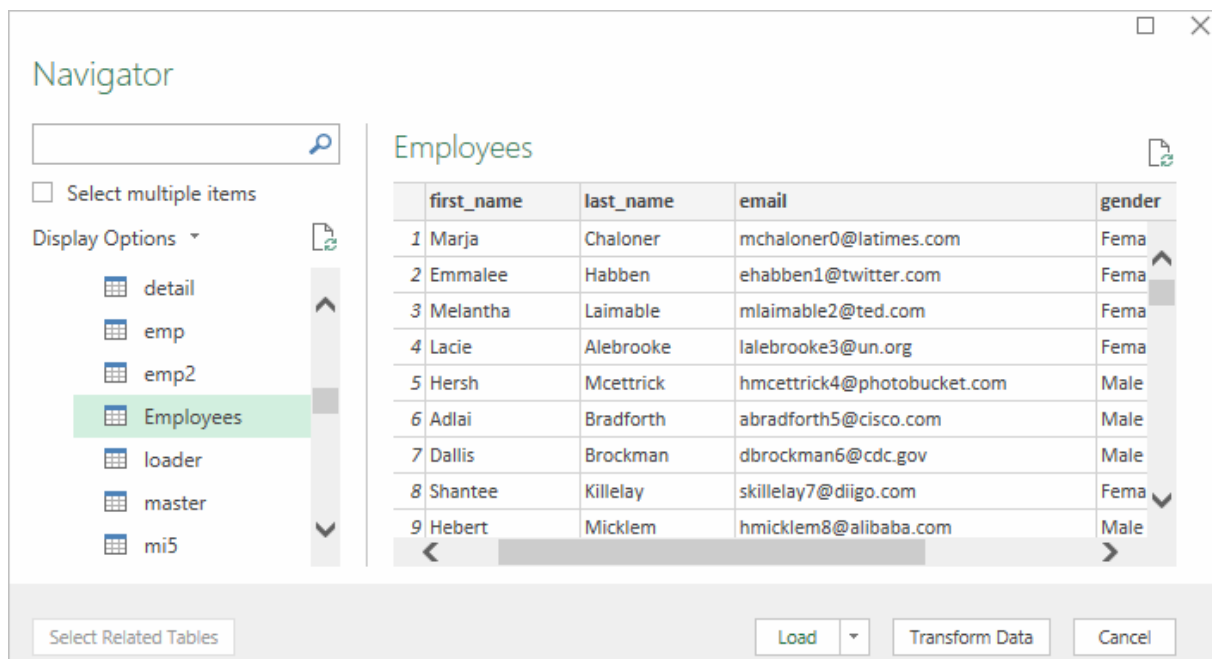 Navigator
Select multiple items
Display Options
detail
emp
emp2
Employees
loader
master
mi5
Employees
first_name last_name email gender
1 Marja Chaloner mchaloner0@latimes.com Fema
2 Emmalee Habben ehabben1@twitter.com Fema
3 Melantha Laimable mlaimable2@ted.com Fema
4 Lacie Alebrooke lalebrooke3@un.org Fema
5 Hersh Mcettrick hmcettrick4@photobucket.com Male
6 Adlai Bradforth abradforth5@cisco.com Male
7 Dallis Brockman dbrockman6@cdc.gov Male
8 Shantee Killelay skillelay7@diigo.com Fema
9 Hebert Micklem hmicklem8@alibaba.com Male
Select Related Tables Load Transform Data Cancel